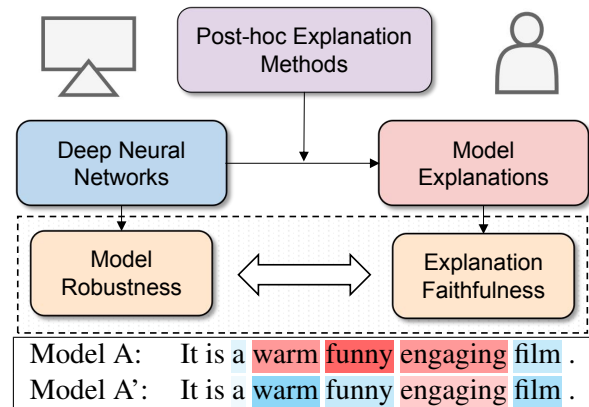 Post-hoc Explanation
Methods
Deep Neural
Networks
Model
Explanations
Model
Robustness
Explanation
Faithfulness
Model A: It is a warm funny engaging film .
Model A’: It is a warm funny engaging film .